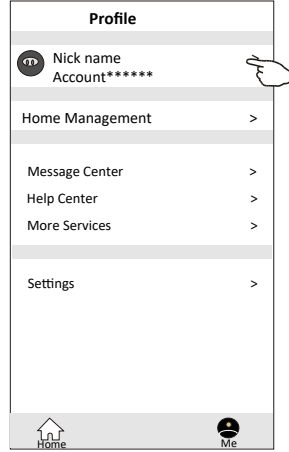 Profile
Nick name
Account******
Home Management >
Message Center >
Help Center >
More Services >
Settings >
Home Me